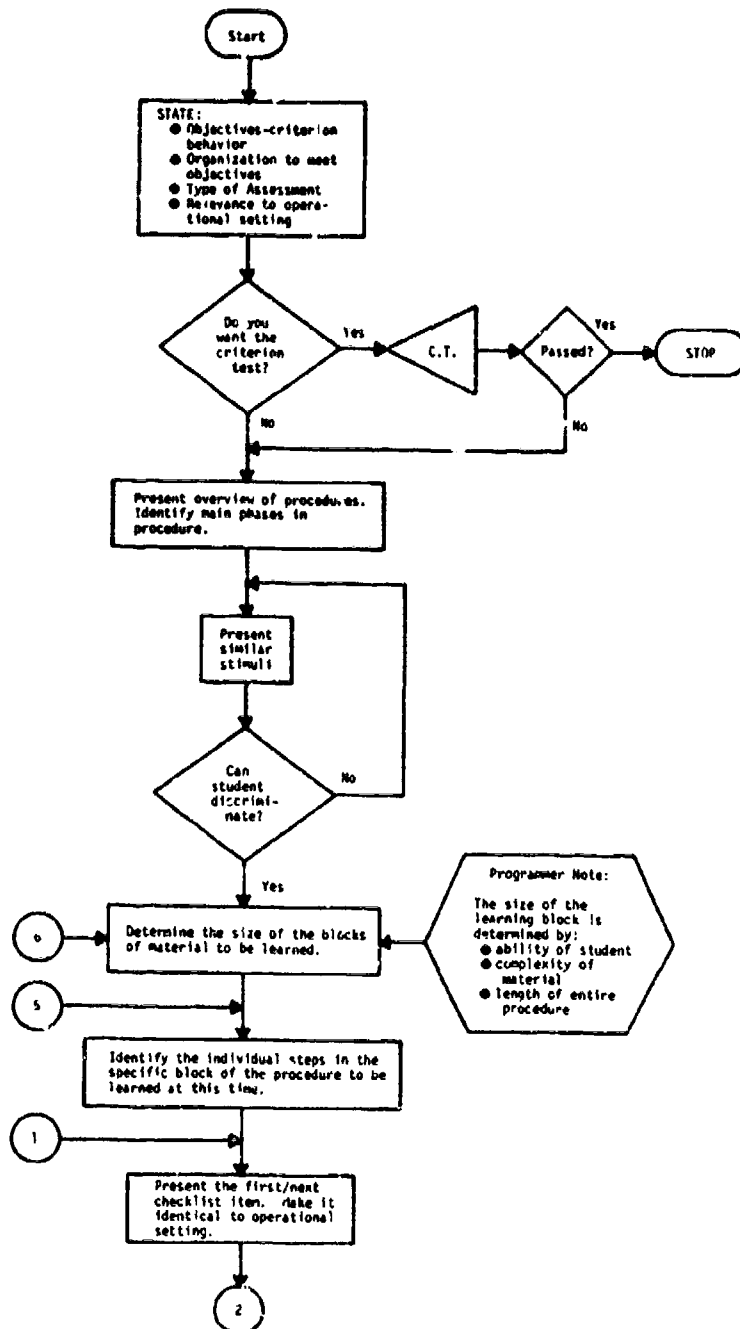 Start
STATE:
● Objectives-criterion
behavior
● Organization to meet
objectives
● Type of Assessment
● Relevance to opera-
tional setting
Do you
want the
criterion
test?
Yes
C.T.
Passed?
Yes
STOP
No
No
Present overview of procedures.
Identify main phases in
procedure.
Present
similar
stimuli
Can
student
discrimi-
nate?
No
Yes
6
Determine the size of the blocks
of material to be learned.
Programmer Note:
The size of the
learning block is
determined by:
● ability of student
● complexity of
material
● length of entire
procedure
5
Identify the individual steps in the
specific block of the procedure to be
learned at this time.
1
Present the first/next
checklist item. Make it
identical to operational
setting.
2